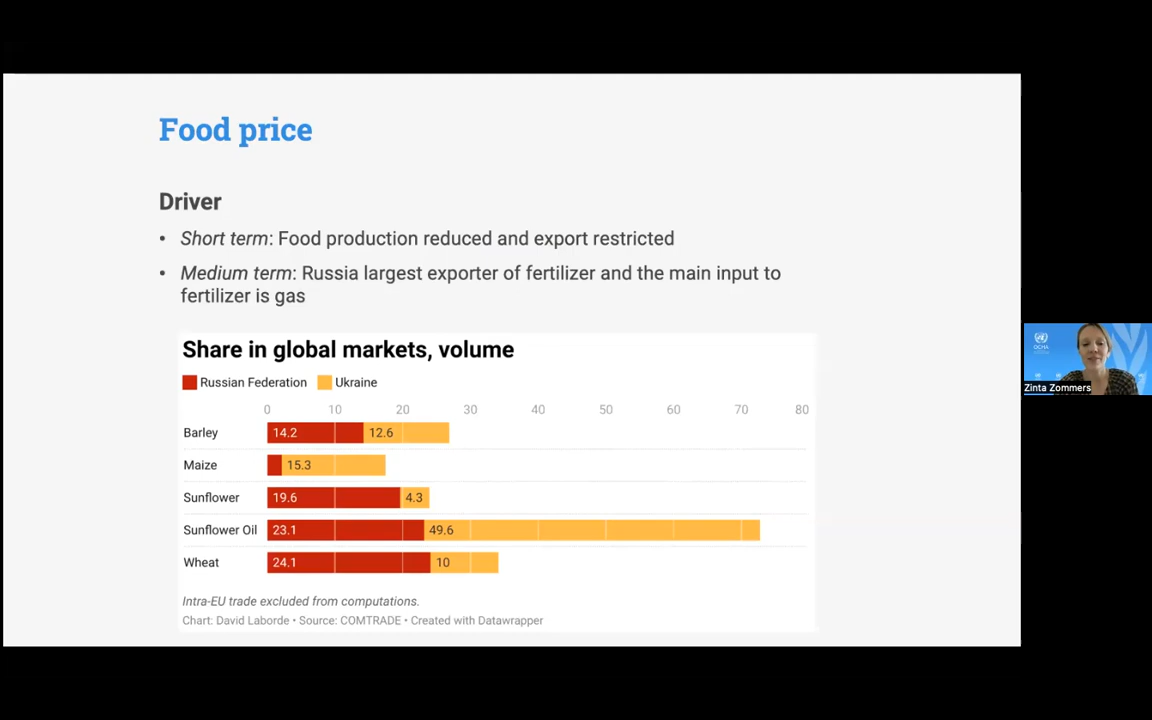 Food price
Driver
• Short term: Food production reduced and export restricted
• Medium term: Russia largest exporter of fertilizer and the main input to
fertilizer is gas
Share in global markets, volume
Russian Federation Ukraine
0 10 20 30 40 50 60 70 80
Barley 14.2 12.6
Maize 15.3
Sunflower 19.6 4.3
Sunflower Oil 23.1 49.6
Wheat 24.1 10
Intra-EU trade excluded from computations.
Chart: David Laborde • Source: COMTRADE • Created with Datawrapper
OCHA
Zinta Zommers